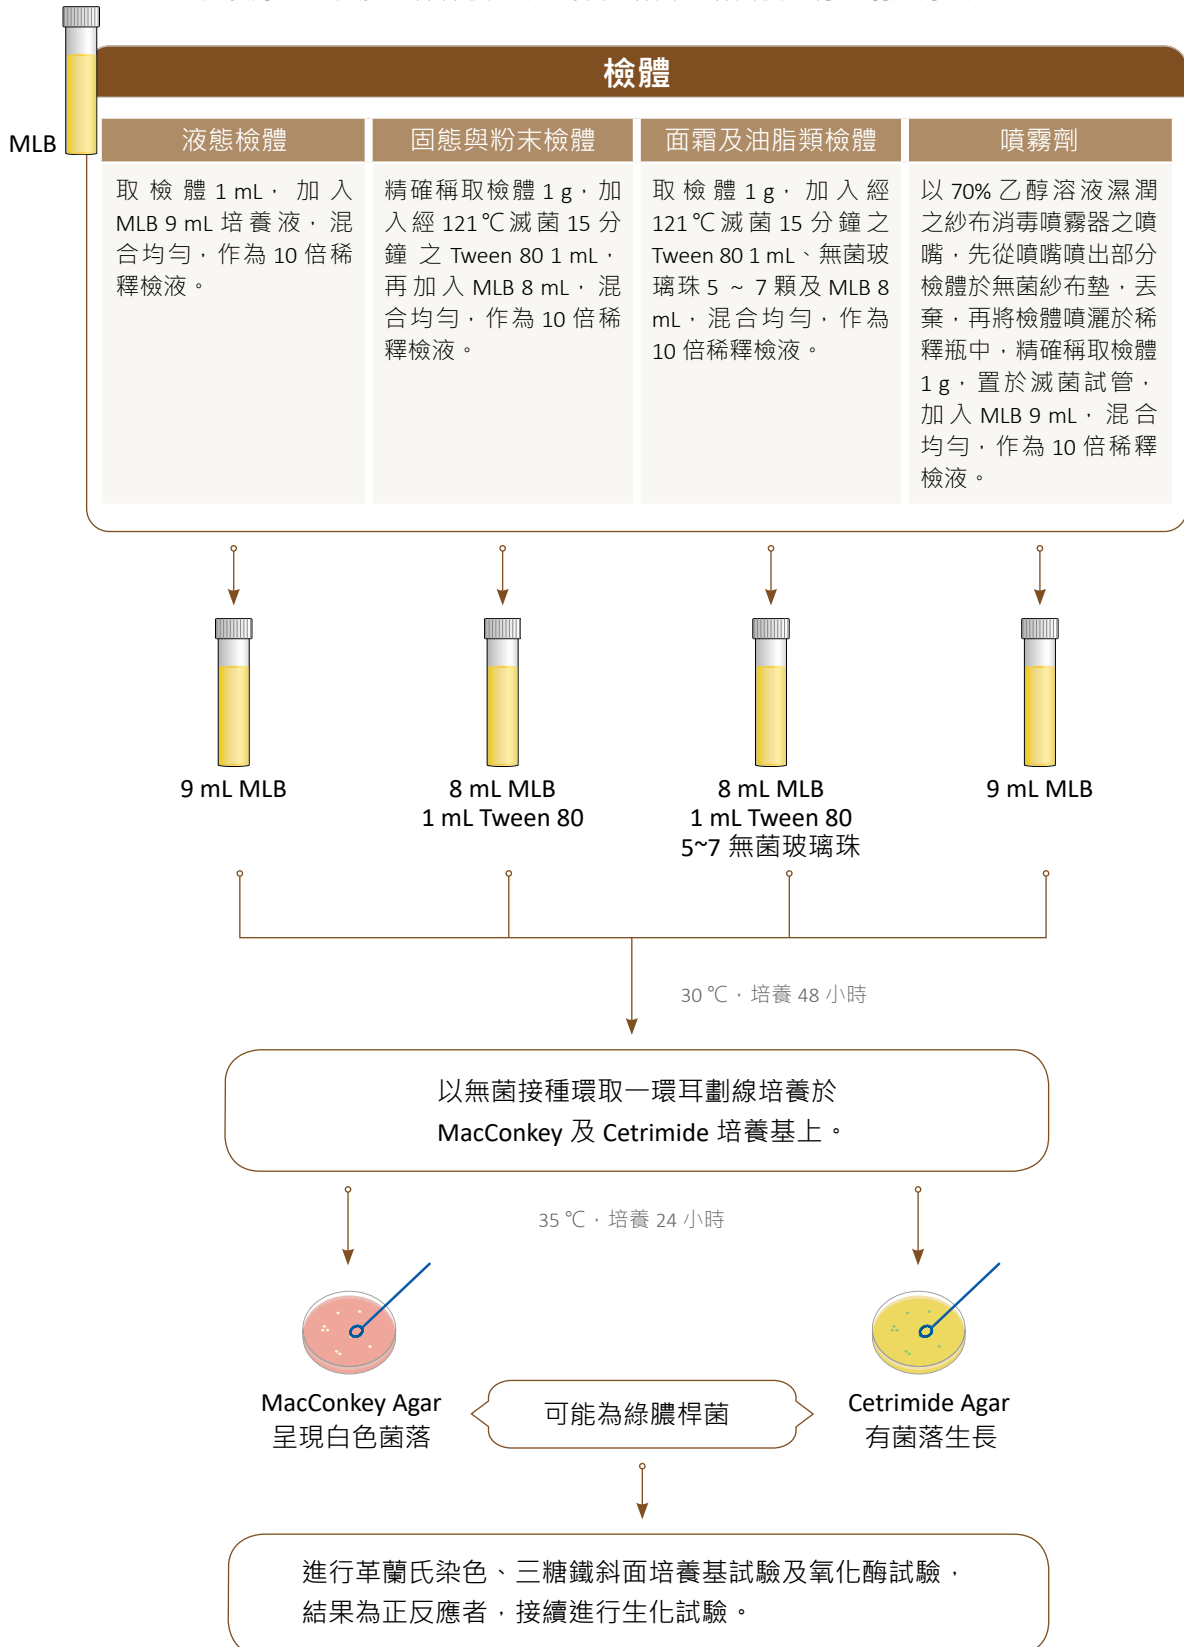 檢體
MLB
液態檢體
取檢體 1 mL，加入
MLB 9 mL 培養液，混
合均勻，作為 10 倍稀
釋檢液。
固態與粉末檢體
精確稱取檢體 1 g，加
入經 121℃滅菌 15 分
鐘之 Tween 80 1 mL，
再加入 MLB 8 mL，混
合均勻，作為 10 倍稀
釋檢液。
面霜及油脂類檢體
取檢體 1 g，加入經
121℃滅菌 15 分鐘之
Tween 80 1 mL、無菌玻
璃珠 5 ~ 7 顆及 MLB 8
mL，混合均勻，作為
10 倍稀釋檢液。
噴霧劑
以 70% 乙醇溶液濕潤
之紗布消毒噴霧器之噴
嘴，先從噴嘴噴出部分
檢體於無菌紗布墊，丟
棄，再將檢體噴灑於稀
釋瓶中，精確稱取檢體
1 g，置於滅菌試管，
加入 MLB 9 mL，混合
均勻，作為 10 倍稀釋
檢液。
9 mL MLB
8 mL MLB
1 mL Tween 80
8 mL MLB
1 mL Tween 80
5~7 無菌玻璃珠
9 mL MLB
30 ℃，培養 48 小時
以無菌接種環取一環耳劃線培養於
MacConkey 及 Cetrimide 培養基上。
35 ℃，培養 24 小時
MacConkey Agar
呈現白色菌落
可能為綠膿桿菌
Cetrimide Agar
有菌落生長
進行革蘭氏染色、三糖鐵斜面培養基試驗及氧化酶試驗，
結果為正反應者，接續進行生化試驗。